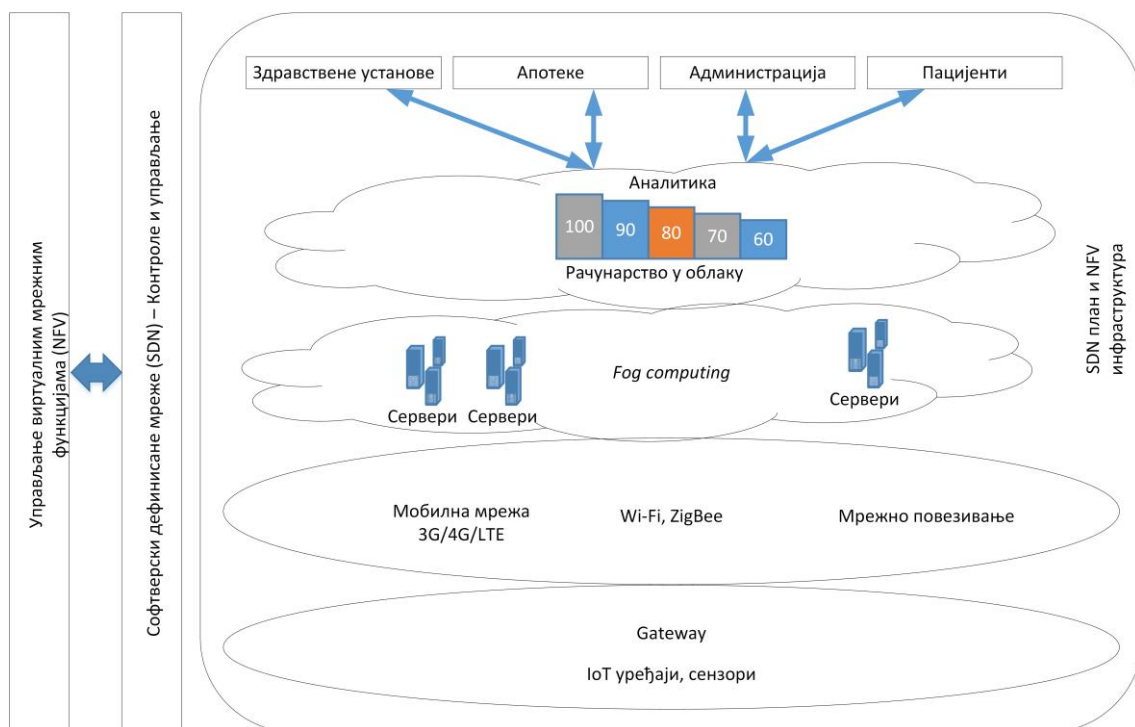 Управљање виртуалним мрежним
функцијама (NFV)
Софтверски дефинисане мреже (SDN) – Контроле и управљање
Здравствене установе
Апотеке
Администрација
Пацијенти
Аналитика
100
90
80
70
60
Рачунарство у облаку
SDN план и NFV
инфраструктура
Fog computing
Сервери
Сервери
Сервери
Мобилна мрежа
3G/4G/LTE
Wi-Fi, ZigBee
Мрежно повезивање
Gateway
IoT уређаји, сензори